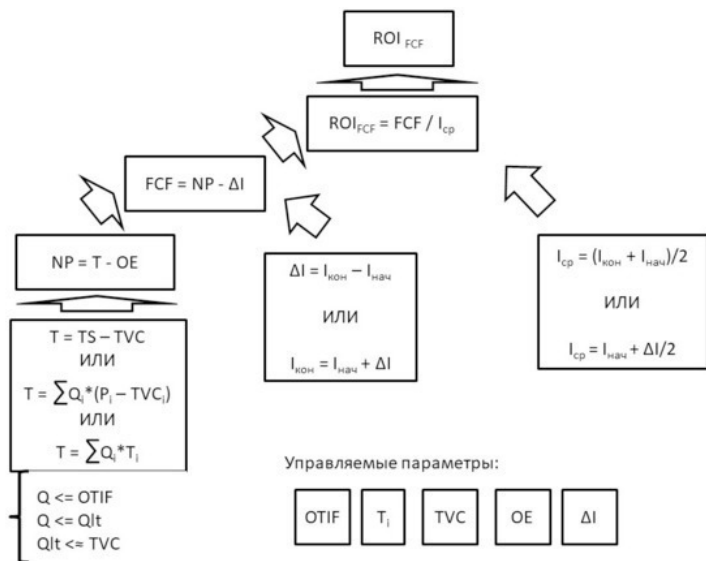 ROI FCF
ROIFCF = FCF / Iср
FCF = NP - ΔI
NP = T - OE
ΔI = Iкон – Iнач
ИЛИ
Iкон = Iнач + ΔI
Iср = (Iкон + Iнач)/2
ИЛИ
Iср = Iнач + ΔI/2
T = TS – TVC
ИЛИ
T = ∑Qi*(Pi – TVCi)
ИЛИ
T = ∑Qi*Ti
Q <= OTIF
Q <= Qlt
Qlt <≈ TVC
Управляемые параметры:
OTIF Ti TVC OE ΔI